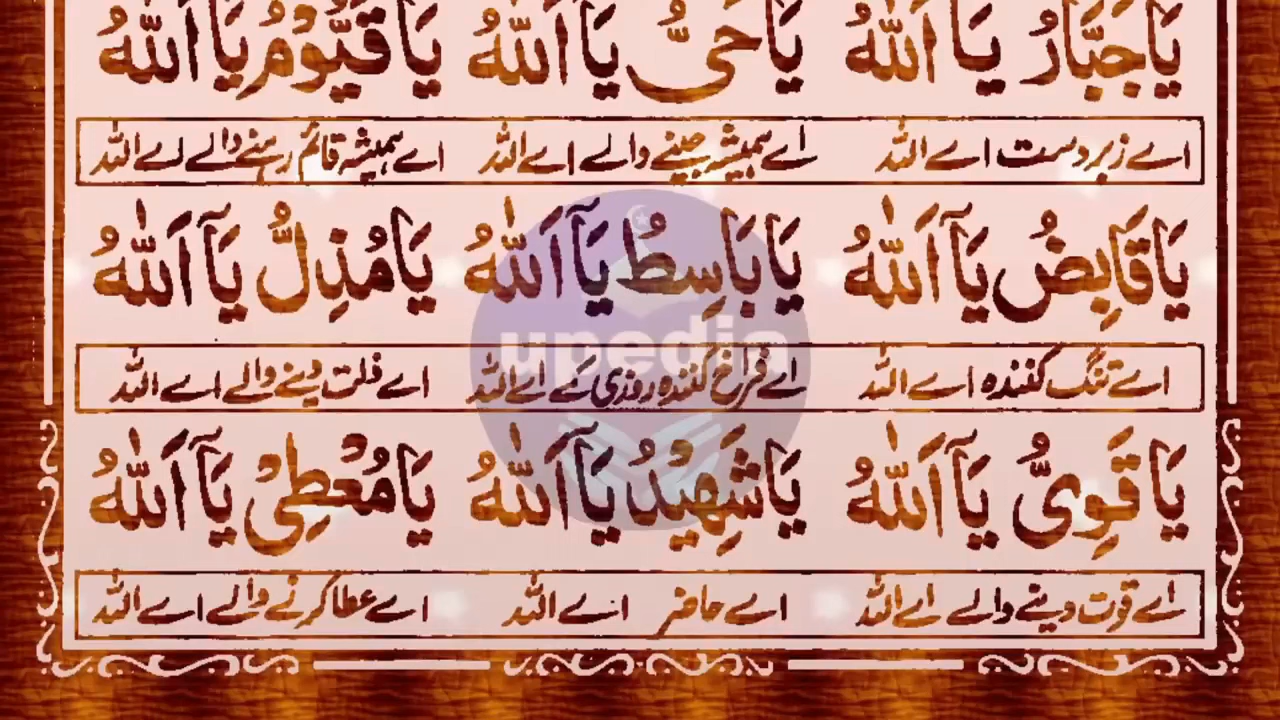 يَا جَبَّارُ يَا اَللّٰهُ يَا حَيُّ يَا اَللّٰهُ يَا قَيُّوْمُ يَا اَللّٰهُ
اے زبردست اے اللہ اے ہمیشہ جینے والے اے اللہ اے ہمیشہ قائم رہنے والے اے اللہ
يَا قَابِضُ يَآ اَللّٰهُ يَا بَاسِطُ يَآ اَللّٰهُ يَا مُذِلُّ يَآ اَللّٰهُ
upedia
اے تنگ کنندہ اے اللہ اے فراخ کنندہ روزی کے اے اللہ اے ذلت دینے والے اے اللہ
يَا قَوِىُّ يَآ اَللّٰهُ يَا شَهِيْدُ يَآ اَللّٰهُ يَا مُعْطِىْ يَآ اَللّٰهُ
اے قوت دینے والے اے اللہ اے حاضر اے اللہ اے عطا کرنے والے اے اللہ